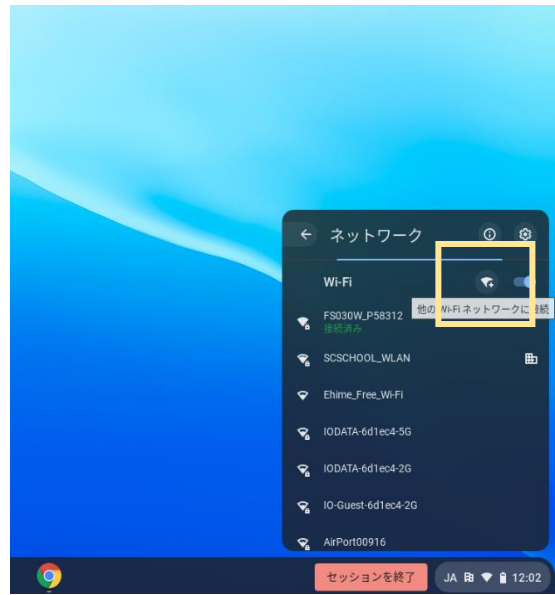 ネットワーク
Wi-Fi
他のWi-Fi ネットワークに接続
FS030W_P58312
接続済み
SCSCHOOL_WLAN
Ehime_Free_Wi-Fi
IODATA-6d1ec4-5G
IODATA-6d1ec4-2G
IO-Guest-6d1ec4-2G
AirPort00916
セッションを終了
JA
12:02